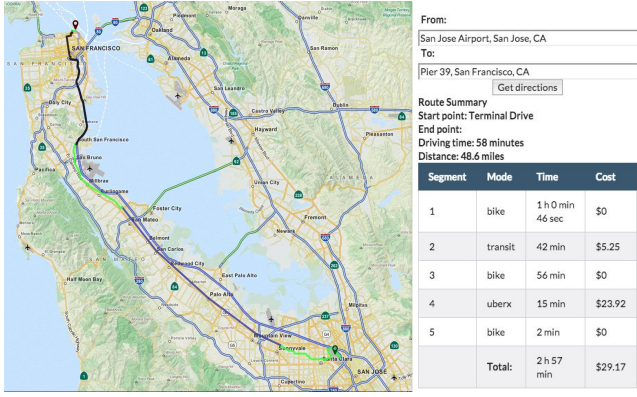 Piedmont
Moraga
Danville
Oakland
SAN FRANCISCO
San Ramon
Alameda
San Leandro
Daly City
Castro Valley
Dublin
Hayward
Pleasanton
South San Francisco
San Bruno
Pacifica
Millbrae
Burlingame
Union City
Foster City
San Mateo
Fremont
Belmont
Newark
San Carlos
Redwood City
East Palo Alto
Half Moon Bay
Palo Alto
Milpitas
Mountain View
Sunnyvale
Santa Clara
SAN JOSE
Cupertino
From:
San Jose Airport, San Jose, CA
To:
Pier 39, San Francisco, CA
Get directions
Route Summary
Start point: Terminal Drive
End point:
Driving time: 58 minutes
Distance: 48.6 miles
Segment Mode Time Cost
1 bike 1 h 0 min $0
46 sec
2 transit 42 min $5.25
3 bike 56 min $0
4 uberx 15 min $23.92
5 bike 2 min $0
Total: 2 h 57 $29.17
min